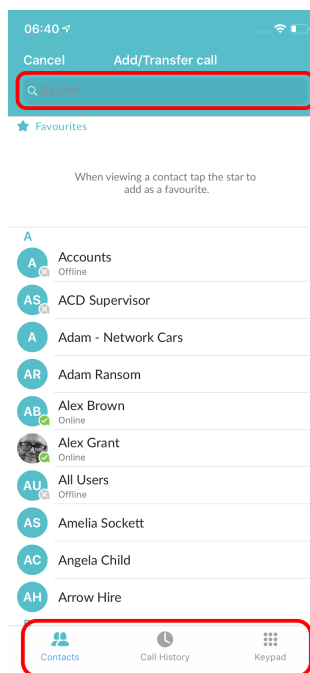 06:40
Cancel Add/Transfer call
Search
Favourites
When viewing a contact tap the star to
add as a favourite.
A
A Accounts
Offline
AS ACD Supervisor
A Adam - Network Cars
AR Adam Ransom
AB Alex Brown
Online
Alex Grant
Online
AU All Users
Offline
AS Amelia Sockett
AC Angela Child
AH Arrow Hire
Contacts Call History Keypad